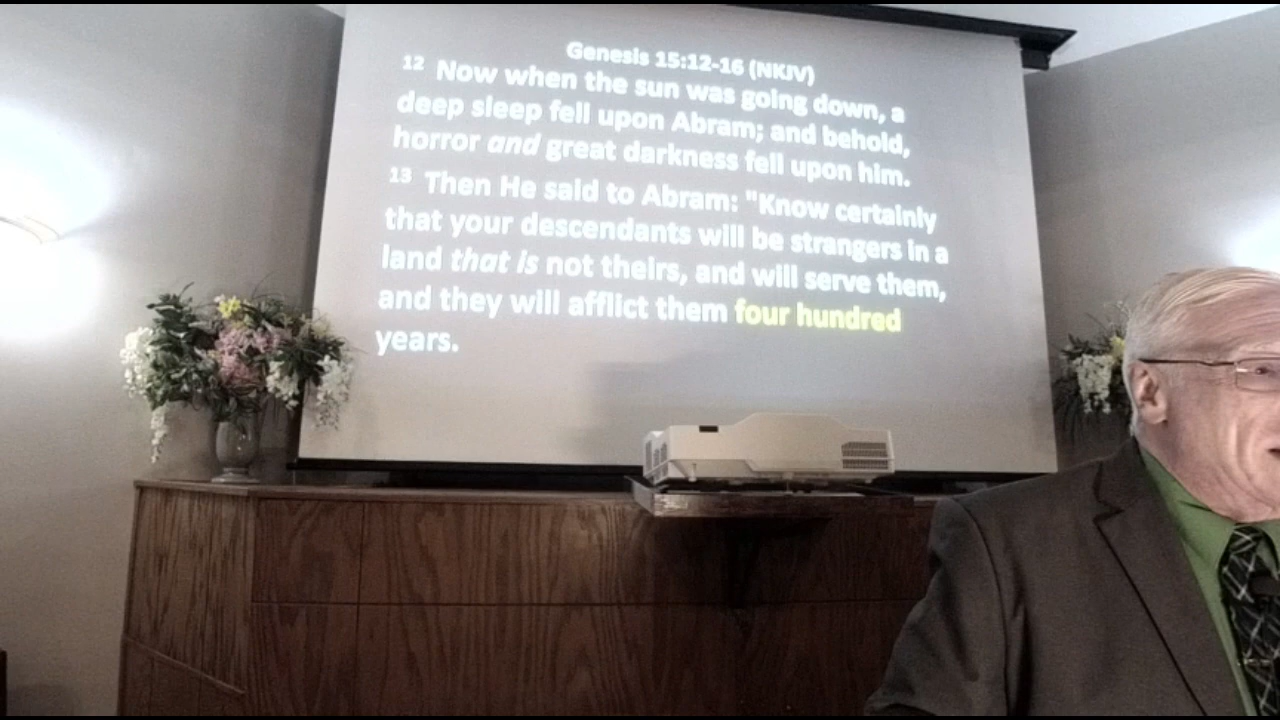 Genesis 15:12-16 (NKJV)
12 Now when the sun was going down, a
deep sleep fell upon Abram; and behold,
horror and great darkness fell upon him.
13 Then He said to Abram: "Know certainly
that your descendants will be strangers in a
land that is not theirs, and will serve them,
and they will afflict them four hundred
years.